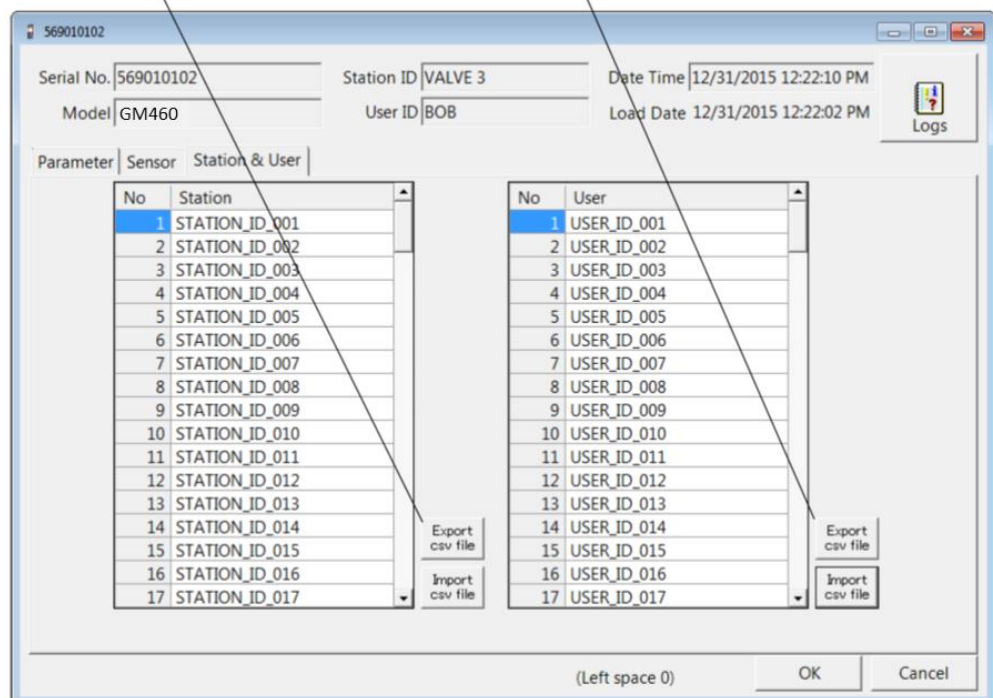 569010102
Serial No. 569010102 Station ID VALVE 3 Date Time 12/31/2015 12:22:10 PM
Model GM460 User ID BOB Load Date 12/31/2015 12:22:02 PM
Logs
Parameter Sensor Station & User
No Station No User
1 STATION_ID_001 1 USER_ID_001
2 STATION_ID_002 2 USER_ID_002
3 STATION_ID_003 3 USER_ID_003
4 STATION_ID_004 4 USER_ID_004
5 STATION_ID_005 5 USER_ID_005
6 STATION_ID_006 6 USER_ID_006
7 STATION_ID_007 7 USER_ID_007
8 STATION_ID_008 8 USER_ID_008
9 STATION_ID_009 9 USER_ID_009
10 STATION_ID_010 10 USER_ID_010
11 STATION_ID_011 11 USER_ID_011
12 STATION_ID_012 12 USER_ID_012
13 STATION_ID_013 13 USER_ID_013
14 STATION_ID_014 Export 14 USER_ID_014 Export
15 STATION_ID_015 csv file 15 USER_ID_015 csv file
16 STATION_ID_016 Import 16 USER_ID_016 Import
17 STATION_ID_017 csv file 17 USER_ID_017 csv file
(Left space 0) OK Cancel